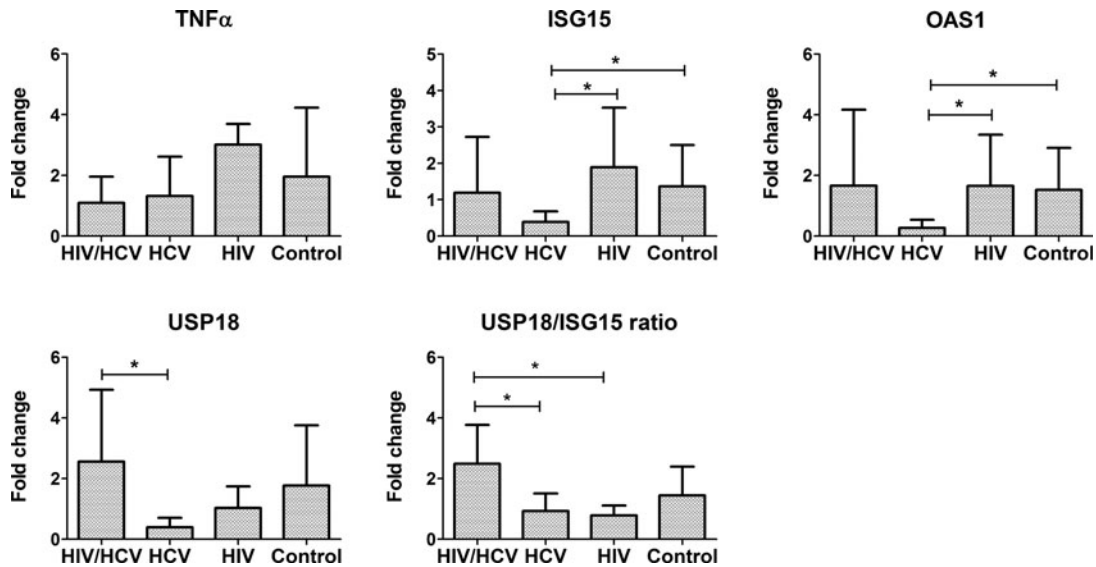 TNFα
Fold change
6
4
2
0
HIV/HCV HCV HIV Control
ISG15
Fold change
5
4
3
2
1
0
*
*
HIV/HCV HCV HIV Control
OAS1
Fold change
6
4
2
0
*
*
HIV/HCV HCV HIV Control
USP18
Fold change
6
4
2
0
*
HIV/HCV HCV HIV Control
USP18/ISG15 ratio
Fold change
6
4
2
0
*
*
HIV/HCV HCV HIV Control